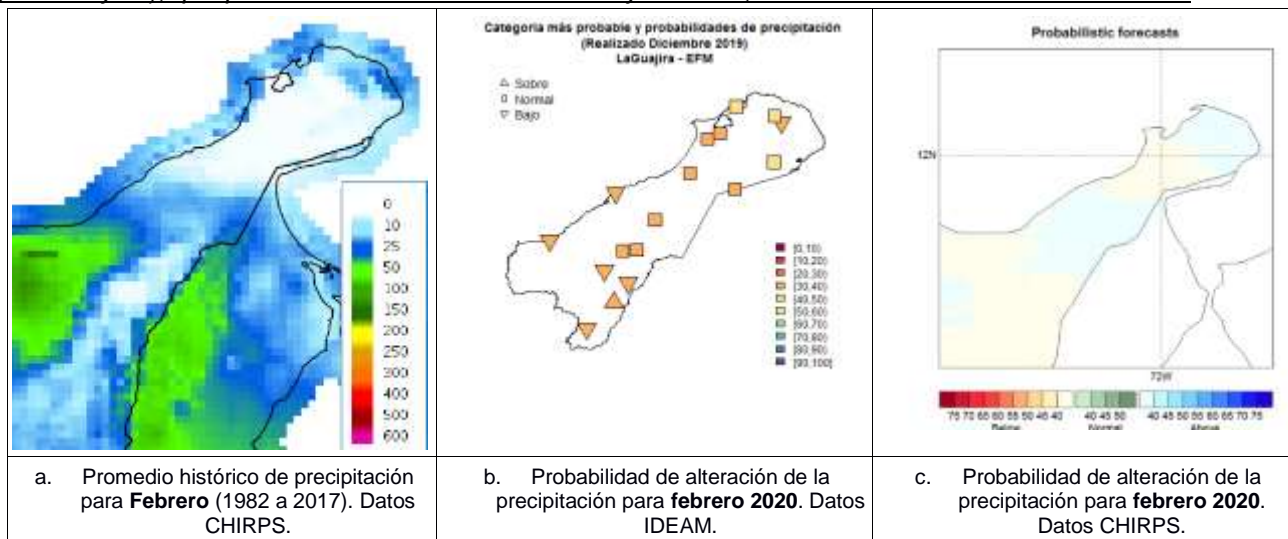 Categoria más probable y probabilidades de precipitación
(Realizado Diciembre 2019)
LaGuajira - EFM
Sobre
Normal
Bajo
[0,10)
[10,20)
[20,30)
[30,40)
[40,50)
[50,60)
[60,70)
[70,80)
[80,90)
[90,100]
0
10
25
50
100
150
200
250
300
400
500
600
Probabilistic forecasts
12N
72W
75 70 65 60 55 50 45 40
40 45 50
40 45 50 55 60 65 70 75
Below
Normal
Above
a. Promedio histórico de precipitación
para Febrero (1982 a 2017). Datos
CHIRPS.
b. Probabilidad de alteración de la
precipitación para febrero 2020. Datos
IDEAM.
c. Probabilidad de alteración de la
precipitación para febrero 2020.
Datos CHIRPS.